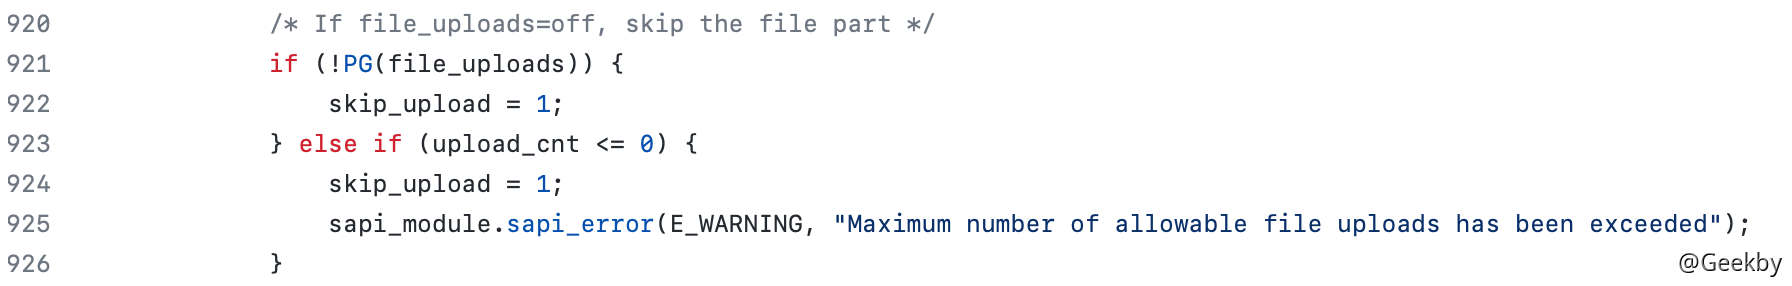 920 /* If file_uploads=off, skip the file part */
921 if (!PG(file_uploads)) {
922 skip_upload = 1;
923 } else if (upload_cnt <= 0) {
924 skip_upload = 1;
925 sapi_module.sapi_error(E_WARNING, "Maximum number of allowable file uploads has been exceeded");
926 }
@Geekby